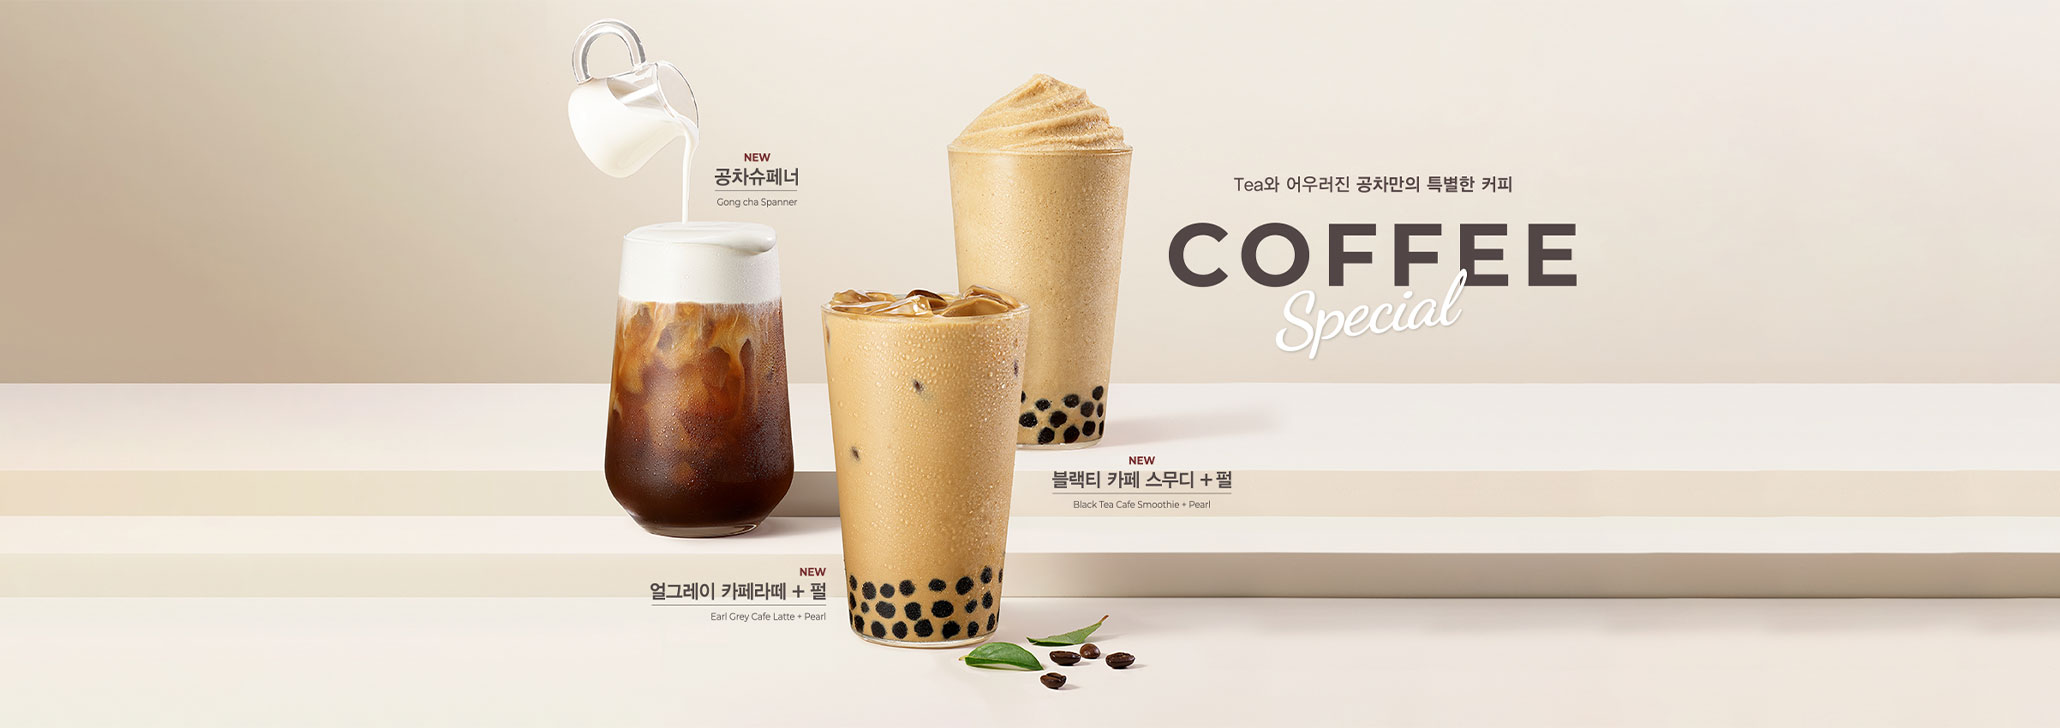 NEW
공차슈페너
Gong cha Spanner
Tea와 어우러진 공차만의 특별한 커피
COFFEE
Special
NEW
블랙티 카페 스무디 + 펄
Black Tea Cafe Smoothie + Pearl
NEW
얼그레이 카페라떼 + 펄
Earl Grey Cafe Latte + Pearl